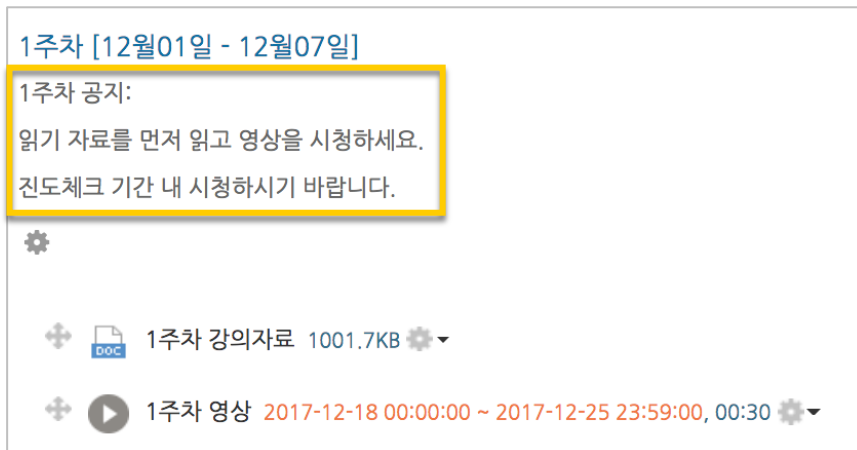 1주차 [12월01일 - 12월07일]
1주차 공지:
읽기 자료를 먼저 읽고 영상을 시청하세요.
진도체크 기간 내 시청하시기 바랍니다.
DOC 1주차 강의자료 1001.7KB
1주차 영상 2017-12-18 00:00:00 ~ 2017-12-25 23:59:00, 00:30